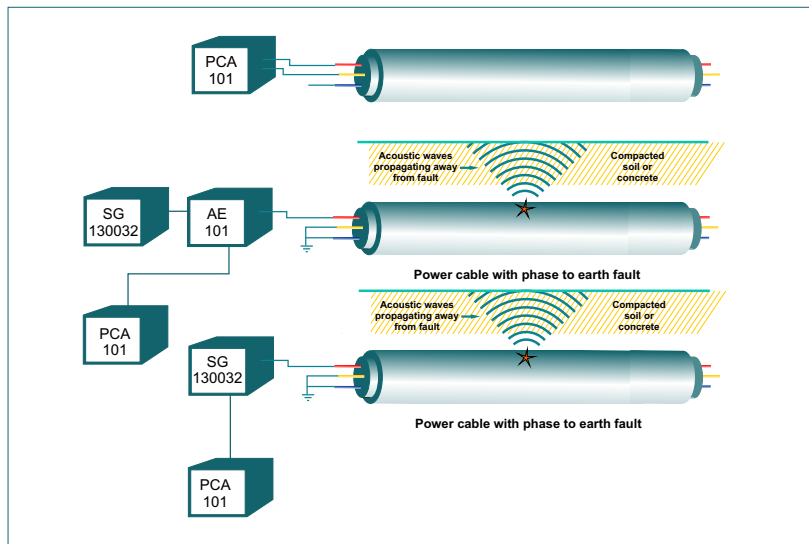 PCA
101
Acoustic waves
propagating away
from fault
Compacted
soil or
concrete
SG
130032
AE
101
Power cable with phase to earth fault
PCA
101
Acoustic waves
propagating away
from fault
Compacted
soil or
concrete
SG
130032
Power cable with phase to earth fault
PCA
101